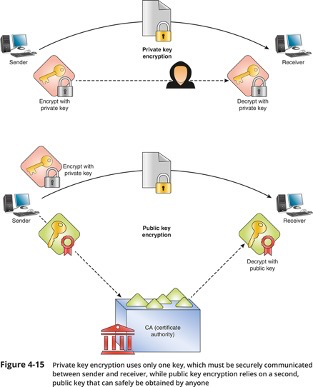 Private key
encryption
Sender
Receiver
Encrypt with
private key
Decrypt with
private key
Encrypt with
private key
Sender
Public key
encryption
Receiver
Decrypt with
public key
CA (certificate
authority)
Figure 4-15 Private key encryption uses only one key, which must be securely communicated
between sender and receiver, while public key encryption relies on a second,
public key that can safely be obtained by anyone